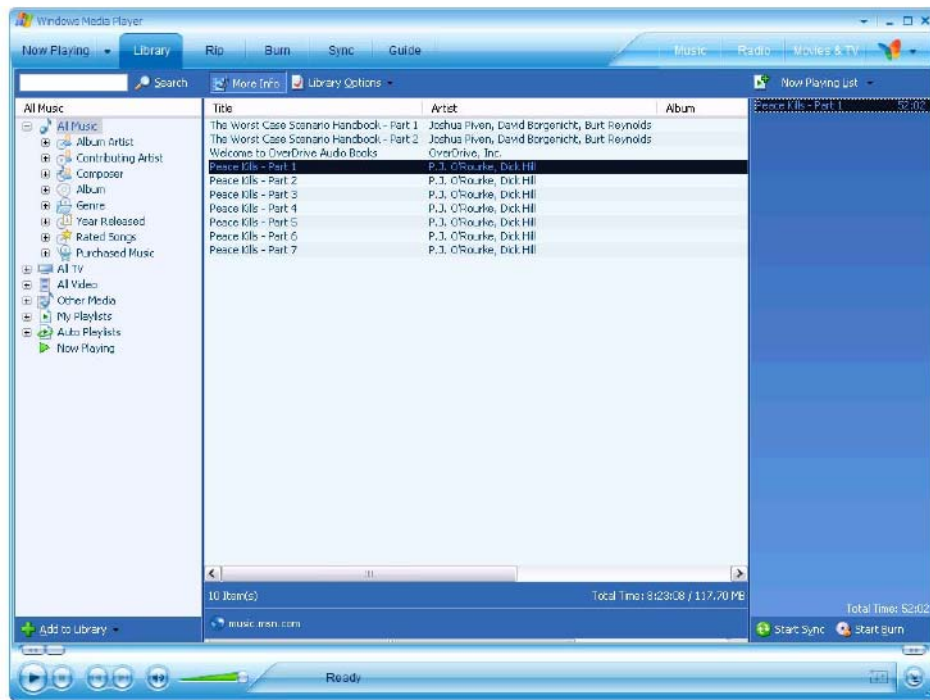 Windows Media Player
Now Playing
Library
Rip
Burn
Sync
Guide
Music
Radio
Movies & TV
Search
More Info
Library Options
Now Playing List
All Music
Title
Artist
Album
Peace Kills - Part 1 52:02
All Music
Album Artist
Contributing Artist
Composer
Album
Genre
Year Released
Rated Songs
Purchased Music
All TV
All Video
Other Media
My Playlists
Auto Playlists
Now Playing
The Worst Case Scenario Handbook - Part 1 Joshua Piven, David Borgenicht, Burt Reynolds
The Worst Case Scenario Handbook - Part 2 Joshua Piven, David Borgenicht, Burt Reynolds
Welcome to OverDrive Audio Books OverDrive, Inc.
Peace Kills - Part 1 P.J. O'Rourke, Dick Hill
Peace Kills - Part 2 P.J. O'Rourke, Dick Hill
Peace Kills - Part 3 P.J. O'Rourke, Dick Hill
Peace Kills - Part 4 P.J. O'Rourke, Dick Hill
Peace Kills - Part 5 P.J. O'Rourke, Dick Hill
Peace Kills - Part 6 P.J. O'Rourke, Dick Hill
Peace Kills - Part 7 P.J. O'Rourke, Dick Hill
10 Item(s)
Total Time: 8:23:08 / 117.70 MB
Total Time: 52:02
Add to Library
music.msn.com
Start Sync
Start Burn
Ready